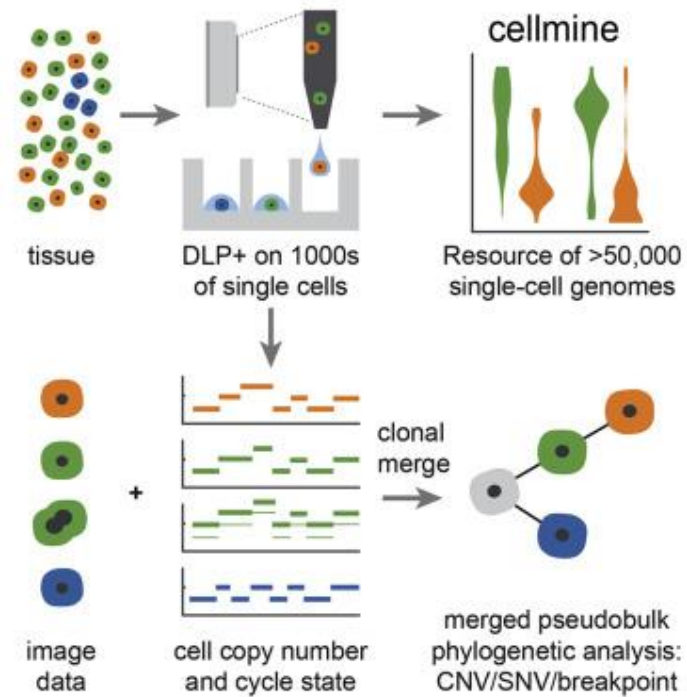 cellmine
tissue
DLP+ on 1000s
of single cells
Resource of >50,000
single-cell genomes
+
clonal
merge
image
data
cell copy number
and cycle state
merged pseudobulk
phylogenetic analysis:
CNV/SNV/breakpoint